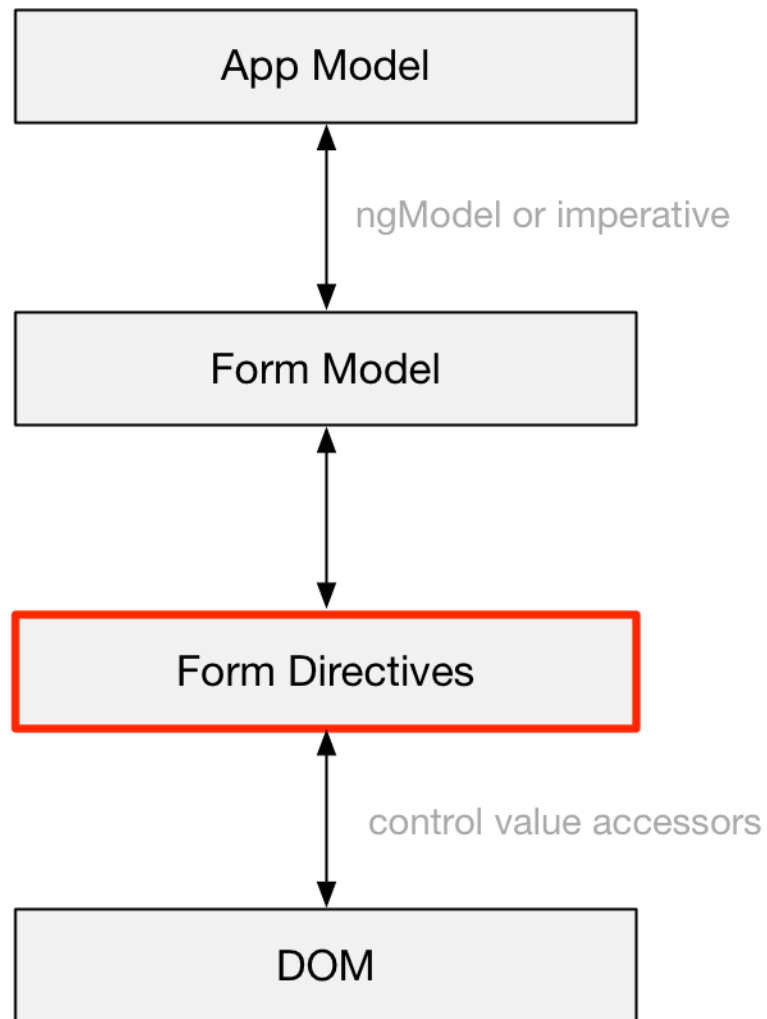 App Model
ngModel or imperative
Form Model
Form Directives
control value accessors
DOM